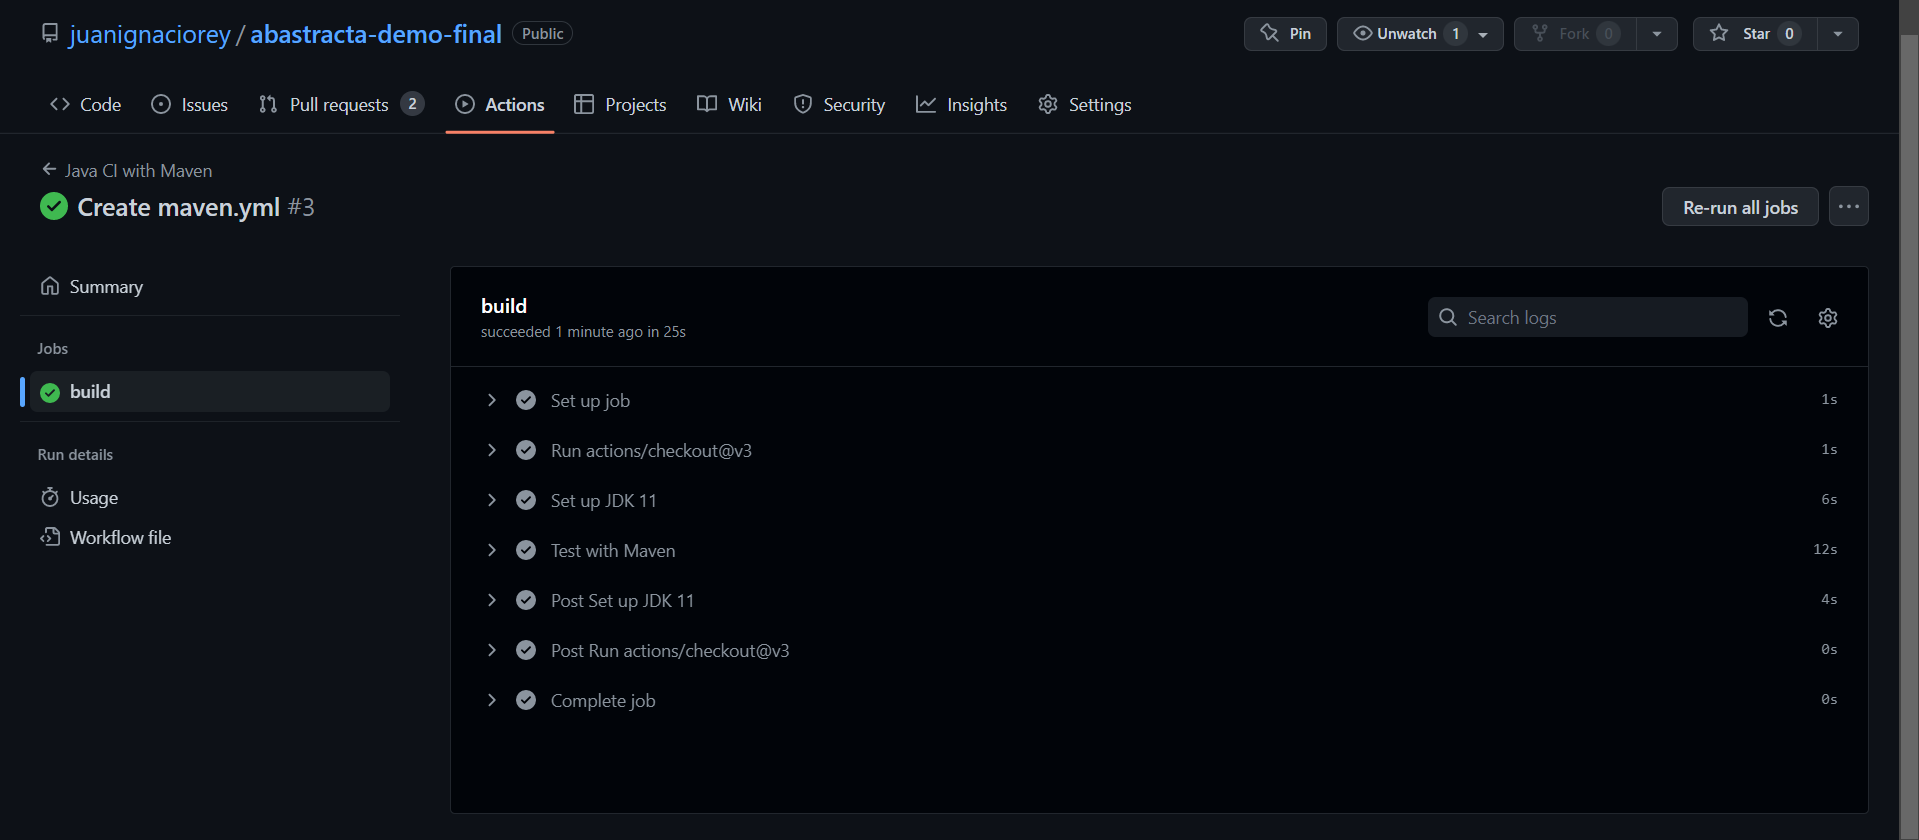 juanignaciorey / abastracta-demo-final Public Pin Unwatch 1 Fork 0 Star 0
Code Issues Pull requests 2 Actions Projects Wiki Security Insights Settings
Java CI with Maven
Create maven.yml #3
Re-run all jobs
Summary
Jobs
build
Run details
Usage
Workflow file
build
succeeded 1 minute ago in 25s
Search logs
Set up job 1s
Run actions/checkout@v3 1s
Set up JDK 11 6s
Test with Maven 12s
Post Set up JDK 11 4s
Post Run actions/checkout@v3 0s
Complete job 0s